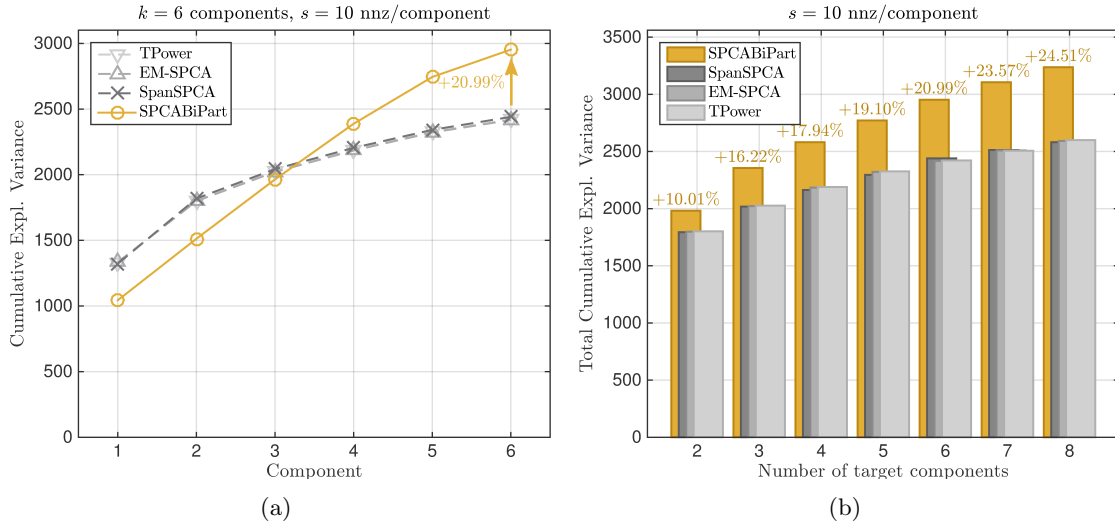 k = 6 components, s = 10 nnz/component
Cumulative Expl. Variance
3000
2500
2000
1500
1000
500
0
TPower
EM-SPCA
SpanSPCA
SPCABiPart
+20.99%
1 2 3 4 5 6
Component
(a)
s = 10 nnz/component
Total Cumulative Expl. Variance
3500
3000
2500
2000
1500
1000
500
0
SPCABiPart
SpanSPCA
EM-SPCA
TPower
+10.01%
+16.22%
+17.94%
+19.10%
+20.99%
+23.57%
+24.51%
2 3 4 5 6 7 8
Number of target components
(b)